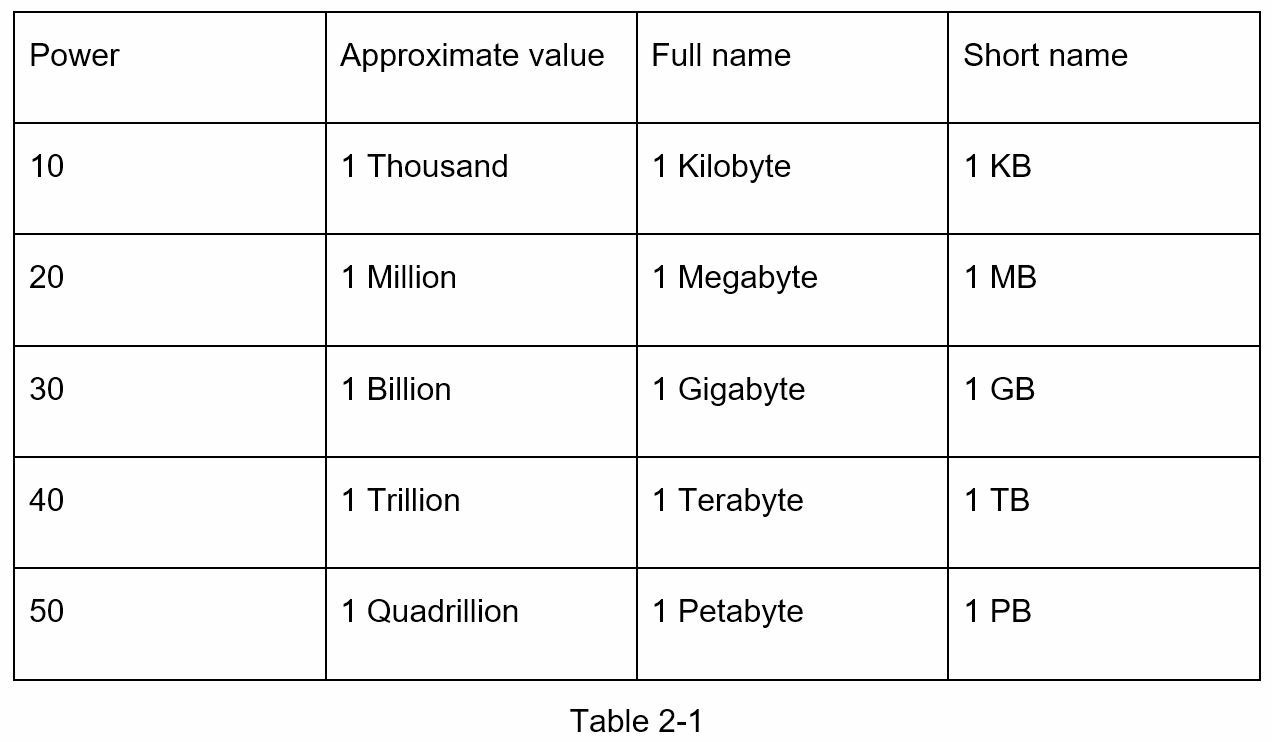 Power Approximate value Full name Short name
10 1 Thousand 1 Kilobyte 1 KB
20 1 Million 1 Megabyte 1 MB
30 1 Billion 1 Gigabyte 1 GB
40 1 Trillion 1 Terabyte 1 TB
50 1 Quadrillion 1 Petabyte 1 PB
Table 2-1